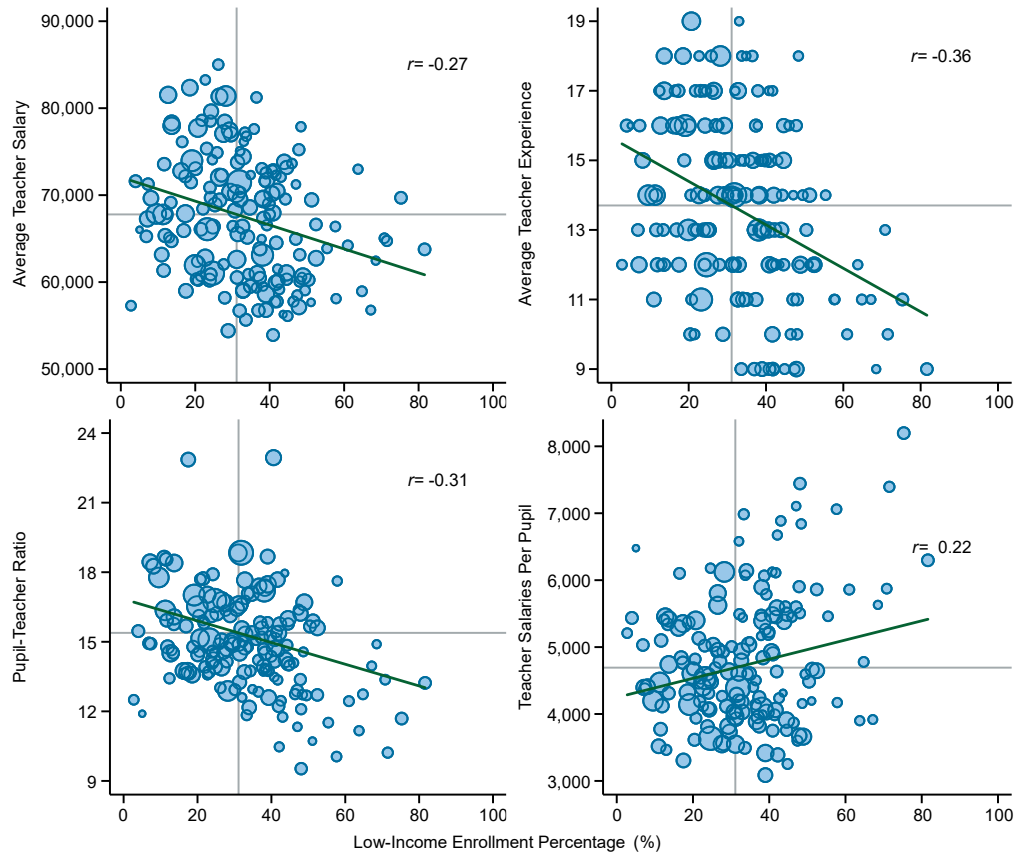 Average Teacher Salary
90,000
80,000
70,000
60,000
50,000
r= -0.27
0 20 40 60 80 100
Average Teacher Experience
19
17
15
13
11
9
r= -0.36
0 20 40 60 80 100
Pupil-Teacher Ratio
24
21
18
15
12
9
r= -0.31
0 20 40 60 80 100
Teacher Salaries Per Pupil
8,000
7,000
6,000
5,000
4,000
3,000
r= 0.22
0 20 40 60 80 100
Low-Income Enrollment Percentage (%)